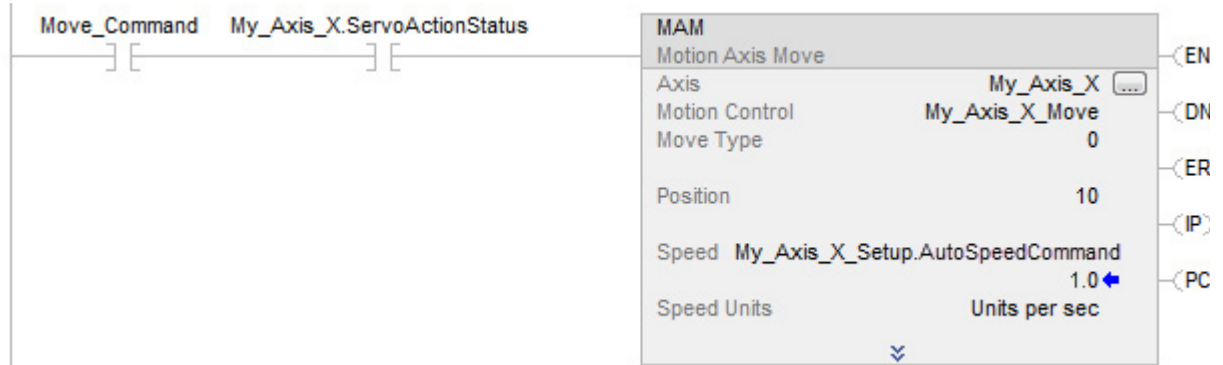 Move_Command My_Axis_X.ServoActionStatus
MAM
Motion Axis Move
EN
Axis My_Axis_X ...
Motion Control My_Axis_X_Move
DN
Move Type 0
ER
Position 10
IP
Speed My_Axis_X_Setup.AutoSpeedCommand
1.0
PC
Speed Units Units per sec